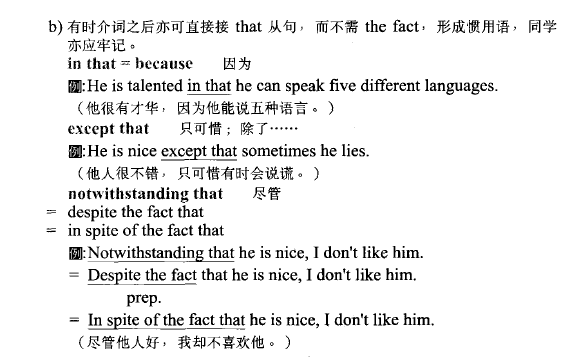 b) 有时介词之后亦可直接接 that 从句，而不需 the fact，形成惯用语，同学
亦应牢记。
in that = because 因为
例:He is talented in that he can speak five different languages.
（他很有才华，因为他能说五种语言。）
except that 只可惜；除了……
例:He is nice except that sometimes he lies.
（他人很不错，只可惜有时会说谎。）
notwithstanding that 尽管
= despite the fact that
= in spite of the fact that
例:Notwithstanding that he is nice, I don't like him.
= Despite the fact that he is nice, I don't like him.
prep.
= In spite of the fact that he is nice, I don't like him.
（尽管他人好，我却不喜欢他。）